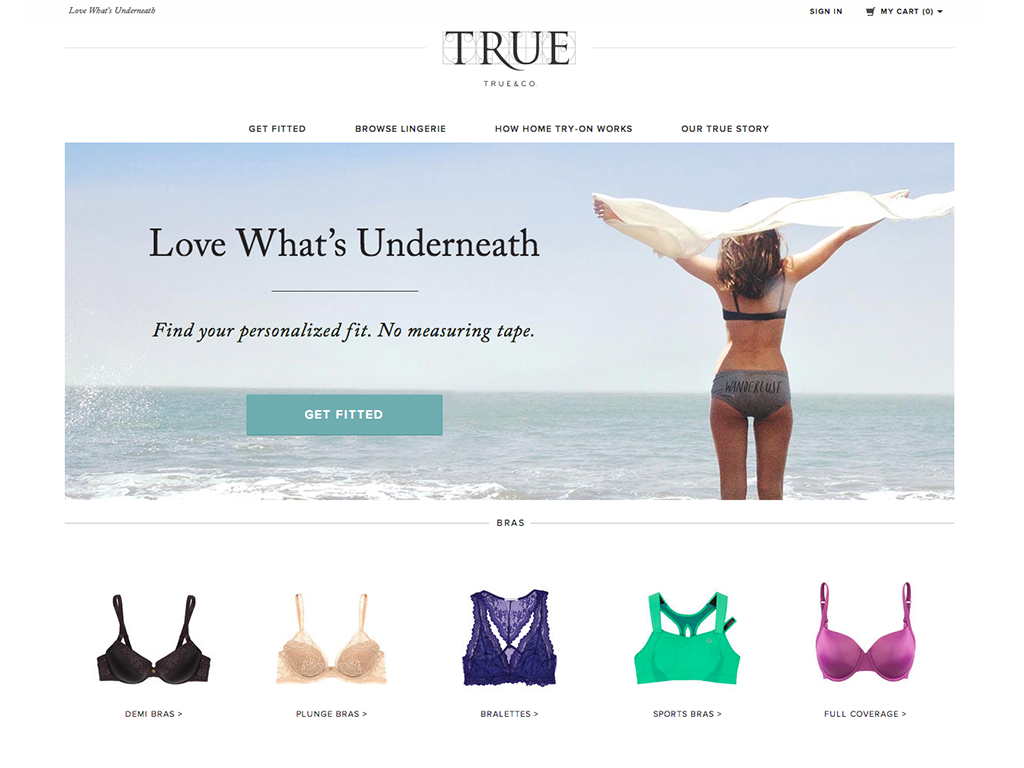 Love What's Underneath
SIGN IN
MY CART (0)
TRUE
TRUE&CO.
GET FITTED
BROWSE LINGERIE
HOW HOME TRY-ON WORKS
OUR TRUE STORY
Love What's Underneath
Find your personalized fit. No measuring tape.
GET FITTED
WANDERLUST
BRAS
DEMI BRAS >
PLUNGE BRAS >
BRALETTES >
SPORTS BRAS >
FULL COVERAGE >